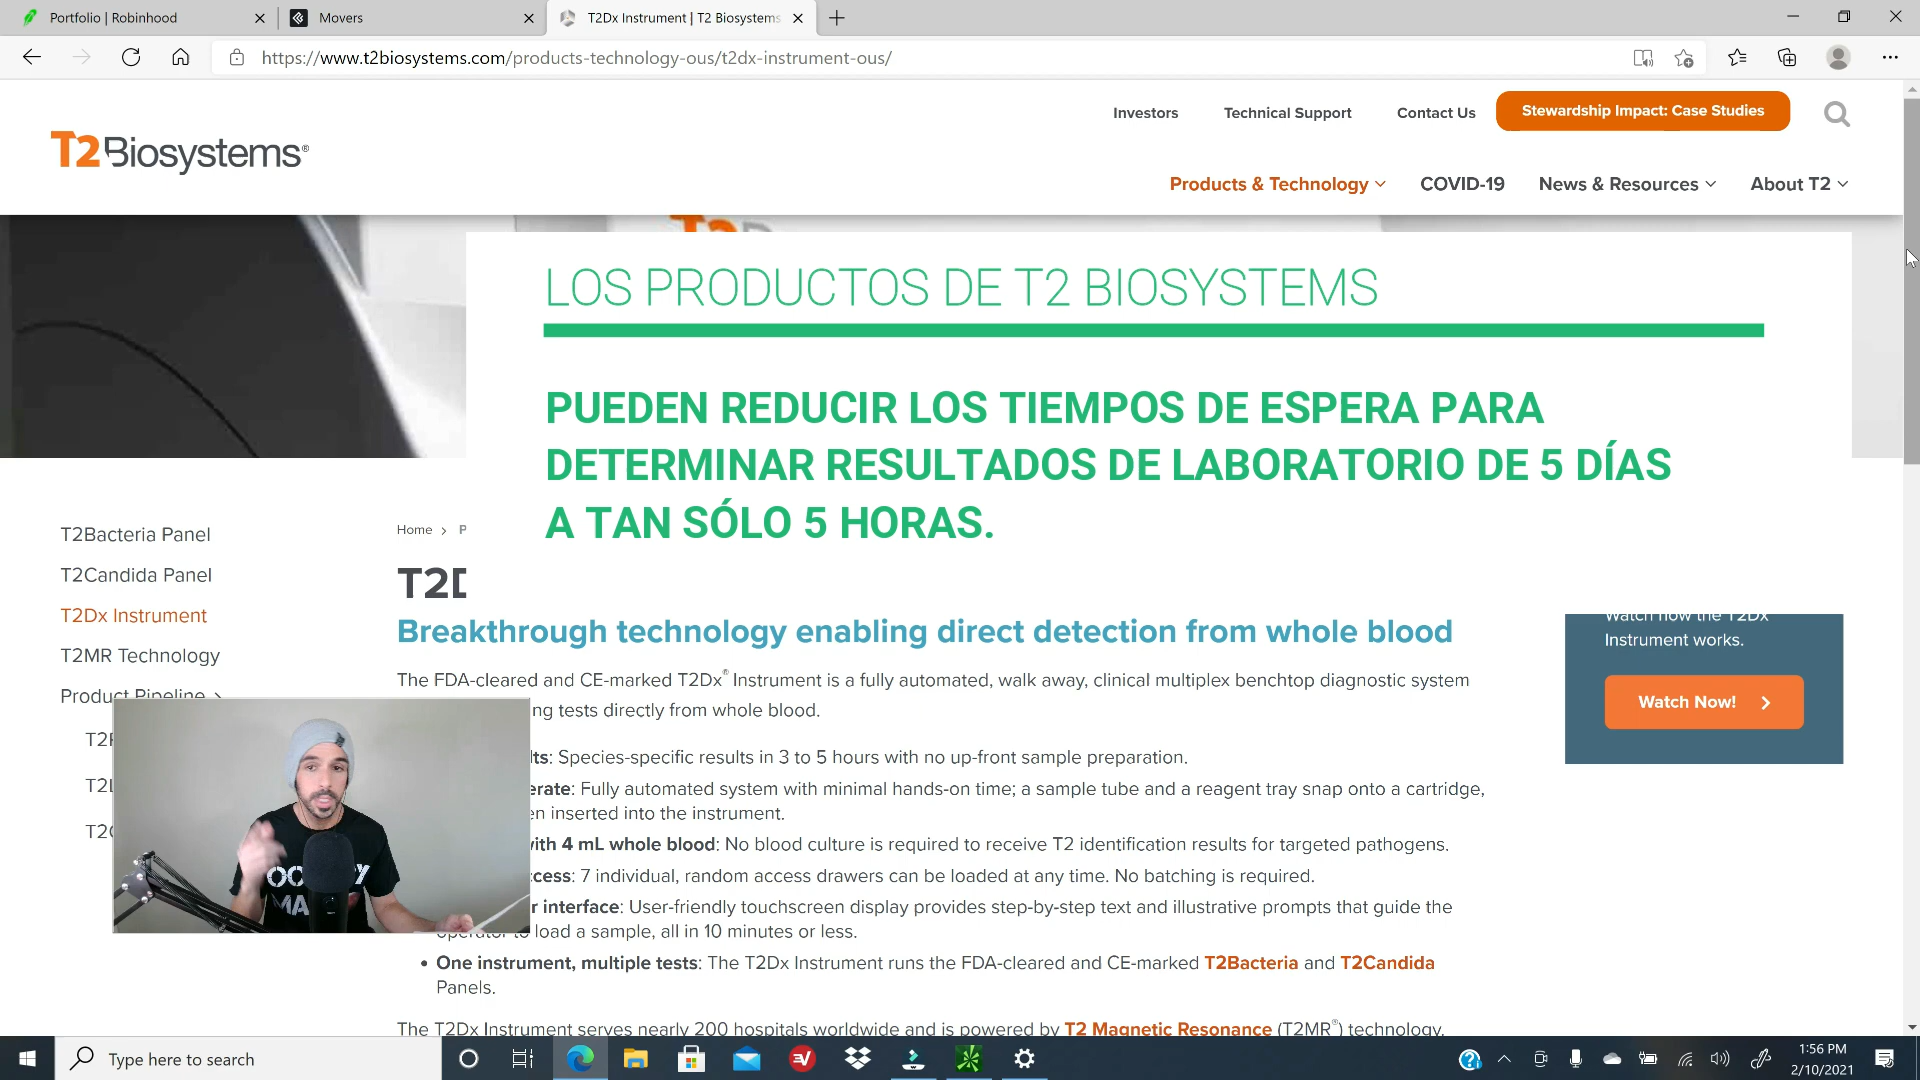 Portfolio | Robinhood
Movers
T2Dx Instrument | T2 Biosystems
https://www.t2biosystems.com/products-technology-ous/t2dx-instrument-ous/
Investors
Technical Support
Contact Us
Stewardship Impact: Case Studies
T2Biosystems®
Products & Technology
COVID-19
News & Resources
About T2
LOS PRODUCTOS DE T2 BIOSYSTEMS
PUEDEN REDUCIR LOS TIEMPOS DE ESPERA PARA
DETERMINAR RESULTADOS DE LABORATORIO DE 5 DÍAS
A TAN SÓLO 5 HORAS.
T2Bacteria Panel
T2Candida Panel
T2Dx Instrument
T2MR Technology
Product Pipeline
Home > P
T2D
Breakthrough technology enabling direct detection from whole blood
The FDA-cleared and CE-marked T2Dx® Instrument is a fully automated, walk away, clinical multiplex benchtop diagnostic system
ng tests directly from whole blood.
lts: Species-specific results in 3 to 5 hours with no up-front sample preparation.
erate: Fully automated system with minimal hands-on time; a sample tube and a reagent tray snap onto a cartridge,
en inserted into the instrument.
ith 4 mL whole blood: No blood culture is required to receive T2 identification results for targeted pathogens.
cess: 7 individual, random access drawers can be loaded at any time. No batching is required.
r interface: User-friendly touchscreen display provides step-by-step text and illustrative prompts that guide the
operator to load a sample, all in 10 minutes or less.
• One instrument, multiple tests: The T2Dx Instrument runs the FDA-cleared and CE-marked T2Bacteria and T2Candida
Panels.
The T2Dx Instrument serves nearly 200 hospitals worldwide and is powered by T2 Magnetic Resonance (T2MR®) technology.
Watch how the T2Dx
Instrument works.
Watch Now!
Type here to search
1:56 PM
2/10/2021